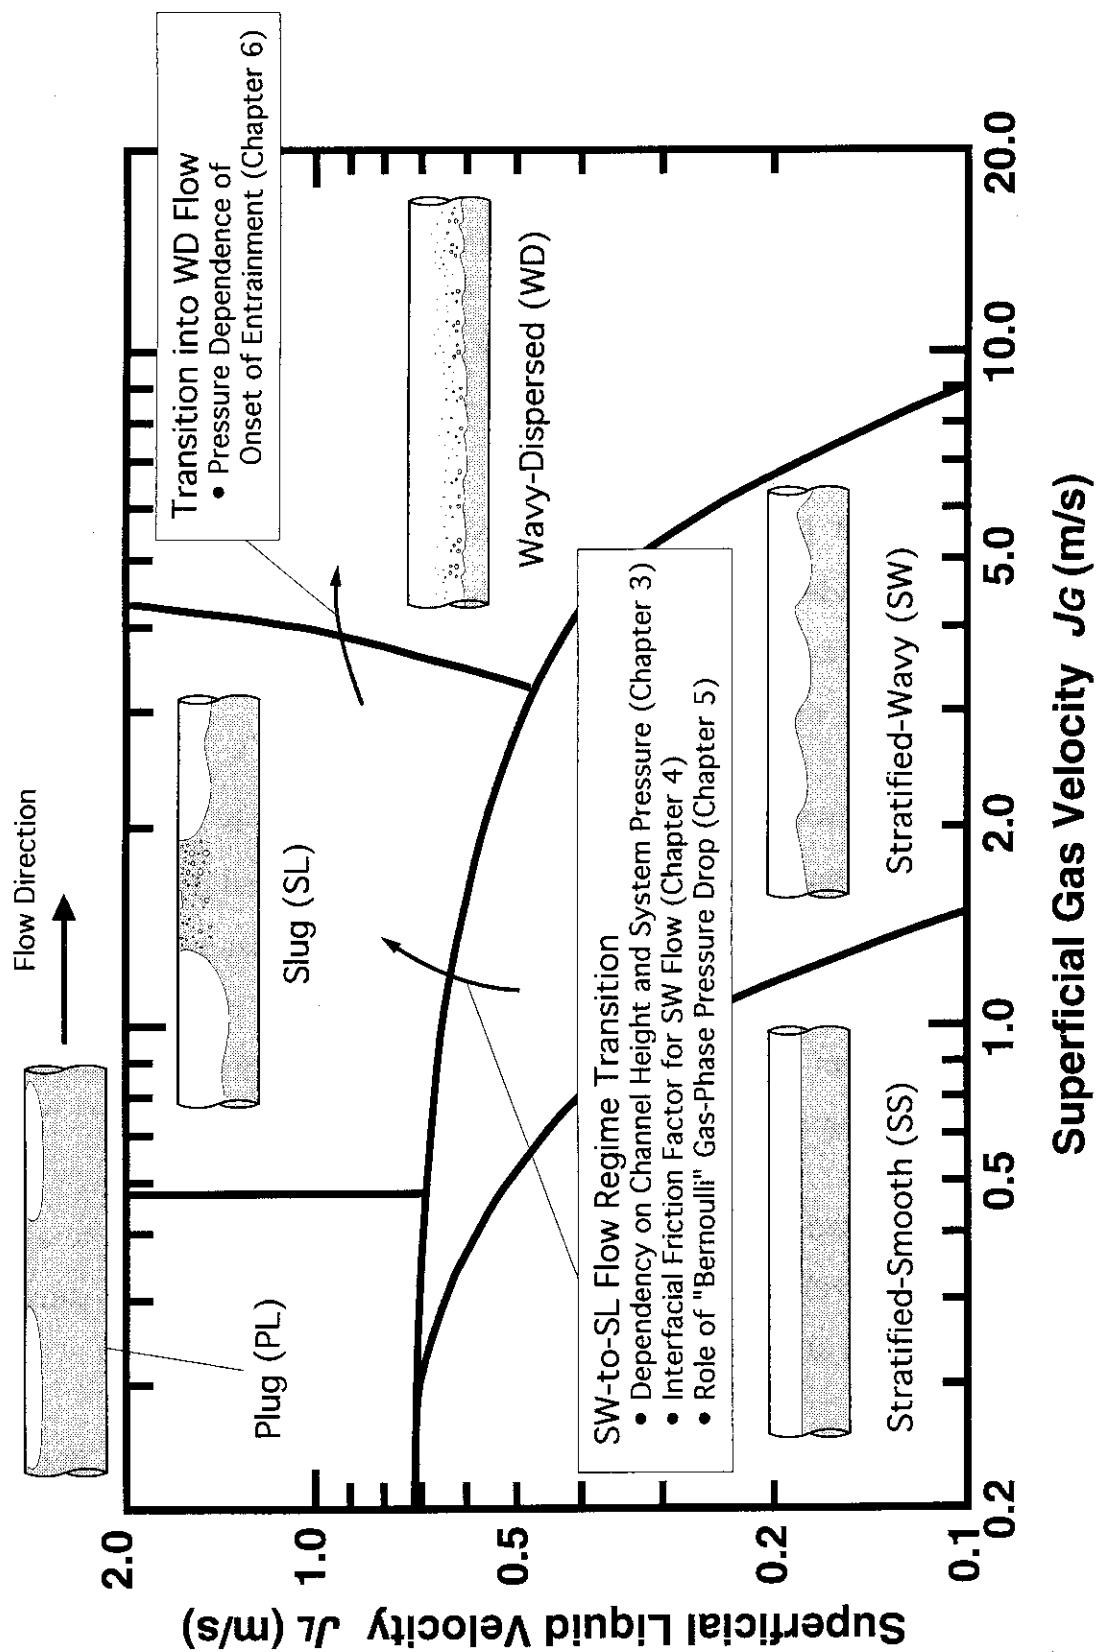 Flow Direction
Transition into WD Flow
• Pressure Dependence of
Onset of Entrainment (Chapter 6)
Plug (PL)
Slug (SL)
Wavy-Dispersed (WD)
SW-to-SL Flow Regime Transition
• Dependency on Channel Height and System Pressure (Chapter 3)
• Interfacial Friction Factor for SW Flow (Chapter 4)
• Role of "Bernoulli" Gas-Phase Pressure Drop (Chapter 5)
Stratified-Smooth (SS)
Stratified-Wavy (SW)
2.0
1.0
0.5
0.2
0.1
Superficial Liquid Velocity JL (m/s)
0.2
0.5
1.0
2.0
5.0
10.0
20.0
Superficial Gas Velocity JG (m/s)